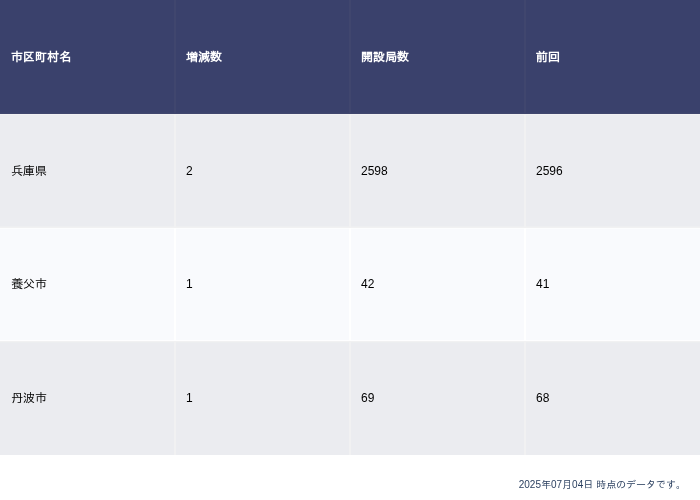 市区町村名 増減数 開設局数 前回
兵庫県 2 2598 2596
養父市 1 42 41
丹波市 1 69 68
2025年07月04日 時点のデータです。